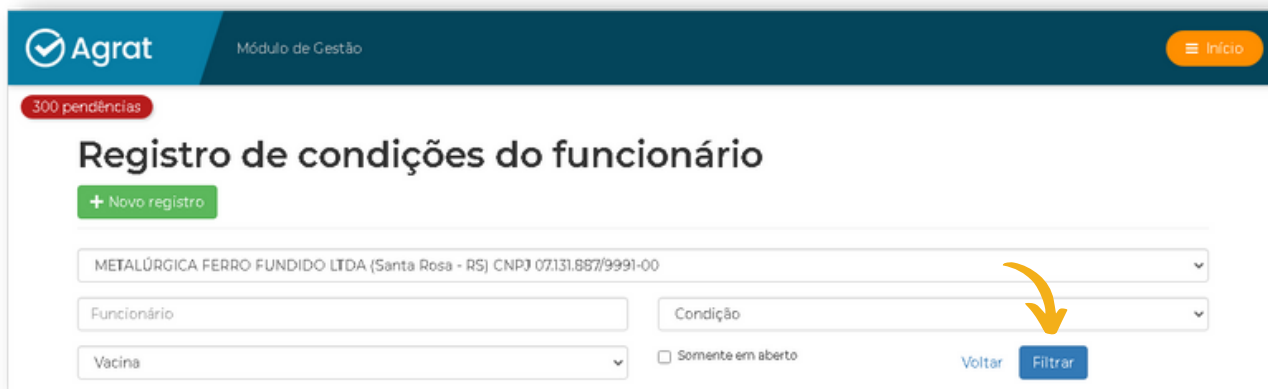 Agrat
Módulo de Gestão
Início
300 pendências
Registro de condições do funcionário
+ Novo registro
METALÚRGICA FERRO FUNDIDO LTDA (Santa Rosa - RS) CNPJ 07.131.887/9991-00
Funcionário
Condição
Vacina
Somente em aberto
Voltar
Filtrar